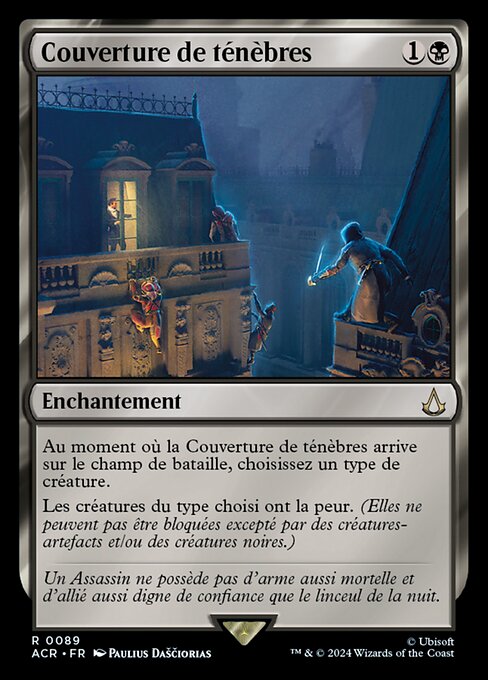 Couverture de ténèbres 1
Enchantement
Au moment où la Couverture de ténèbres arrive
sur le champ de bataille, choisissez un type de
créature.
Les créatures du type choisi ont la peur. (Elles ne
peuvent pas être bloquées excepté par des créatures-
artefacts et/ou des créatures noires.)
Un Assassin ne possède pas d'arme aussi mortelle et
d'allié aussi digne de confiance que le linceul de la nuit.
R 0089
ACR • FR Paulius Daščioras
© Ubisoft
™ & © 2024 Wizards of the Coast